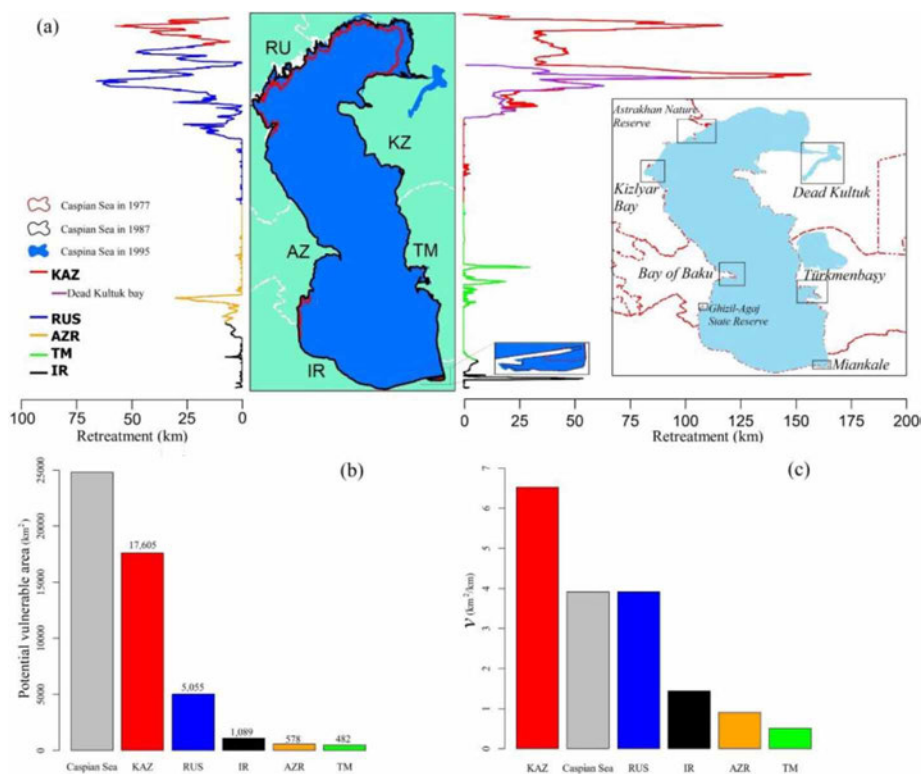 (a)
RU
KZ
AZ
TM
IR
Caspian Sea in 1977
Caspian Sea in 1987
Caspina Sea in 1995
KAZ
Dead Kultuk bay
RUS
AZR
TM
IR
Astrakhan Nature
Reserve
Kizlyar
Bay
Dead Kultuk
Bay of Baku
Türkmenbaşy
Ghizil-Agaj
State Reserve
Miankale
100 75 50 25 0
Retreatment (km)
0 25 50 75 100 125 150 175 200
Retreatment (km) Retreatment (km)
(b)
Potential vulnerable area (km²)
25000
20000
15000
10000
5000
0
17,605
5,055
1,089
578
482
Caspian Sea KAZ RUS IR AZR TM
(c)
v (km²/km)
7
6
5
4
3
2
1
0
KAZ Caspian Sea RUS IR AZR TM